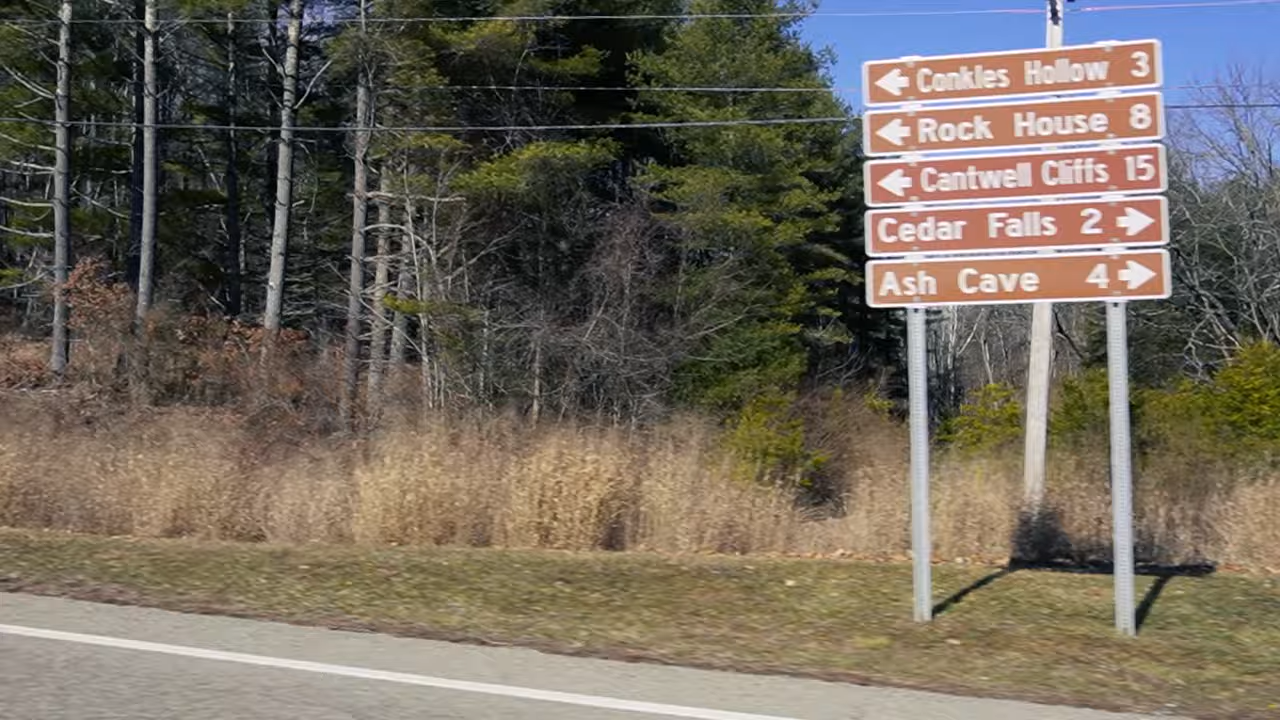 ← Conkles Hollow 3
← Rock House 8
← Cantwell Cliffs 15
Cedar Falls 2 →
Ash Cave 4 →